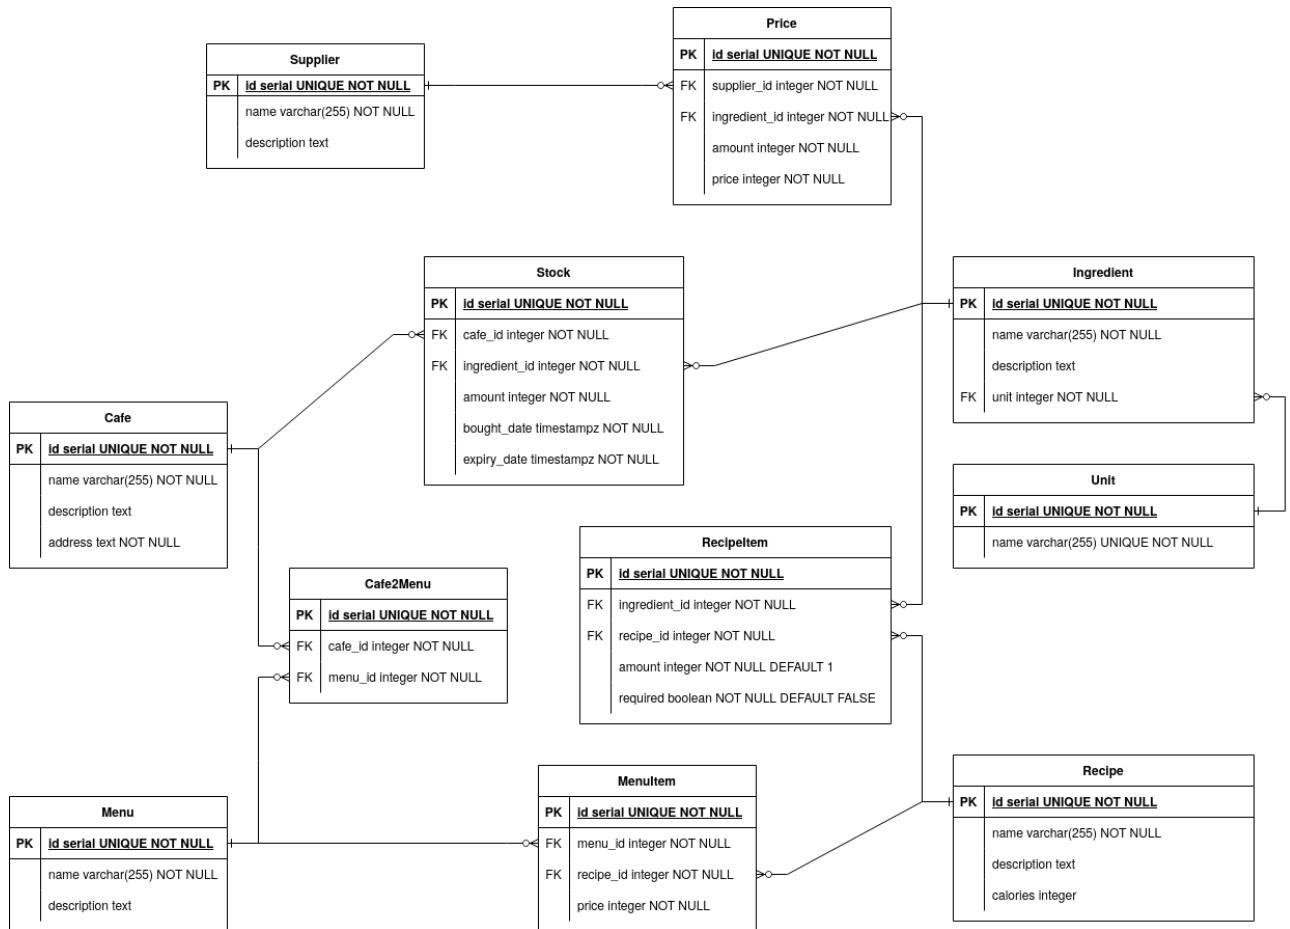 Price
PK id serial UNIQUE NOT NULL
FK supplier_id integer NOT NULL
FK ingredient_id integer NOT NULL
amount integer NOT NULL
price integer NOT NULL
Supplier
PK id serial UNIQUE NOT NULL
name varchar(255) NOT NULL
description text
Stock
PK id serial UNIQUE NOT NULL
FK cafe_id integer NOT NULL
FK ingredient_id integer NOT NULL
amount integer NOT NULL
bought_date timestampz NOT NULL
expiry_date timestampz NOT NULL
Ingredient
PK id serial UNIQUE NOT NULL
name varchar(255) NOT NULL
description text
FK unit integer NOT NULL
Cafe
PK id serial UNIQUE NOT NULL
name varchar(255) NOT NULL
description text
address text NOT NULL
Unit
PK id serial UNIQUE NOT NULL
name varchar(255) UNIQUE NOT NULL
RecipeItem
PK id serial UNIQUE NOT NULL
FK ingredient_id integer NOT NULL
FK recipe_id integer NOT NULL
amount integer NOT NULL DEFAULT 1
required boolean NOT NULL DEFAULT FALSE
Cafe2Menu
PK id serial UNIQUE NOT NULL
FK cafe_id integer NOT NULL
FK menu_id integer NOT NULL
Menu
PK id serial UNIQUE NOT NULL
name varchar(255) NOT NULL
description text
MenuItem
PK id serial UNIQUE NOT NULL
FK menu_id integer NOT NULL
FK recipe_id integer NOT NULL
price integer NOT NULL
Recipe
PK id serial UNIQUE NOT NULL
name varchar(255) NOT NULL
description text
calories integer